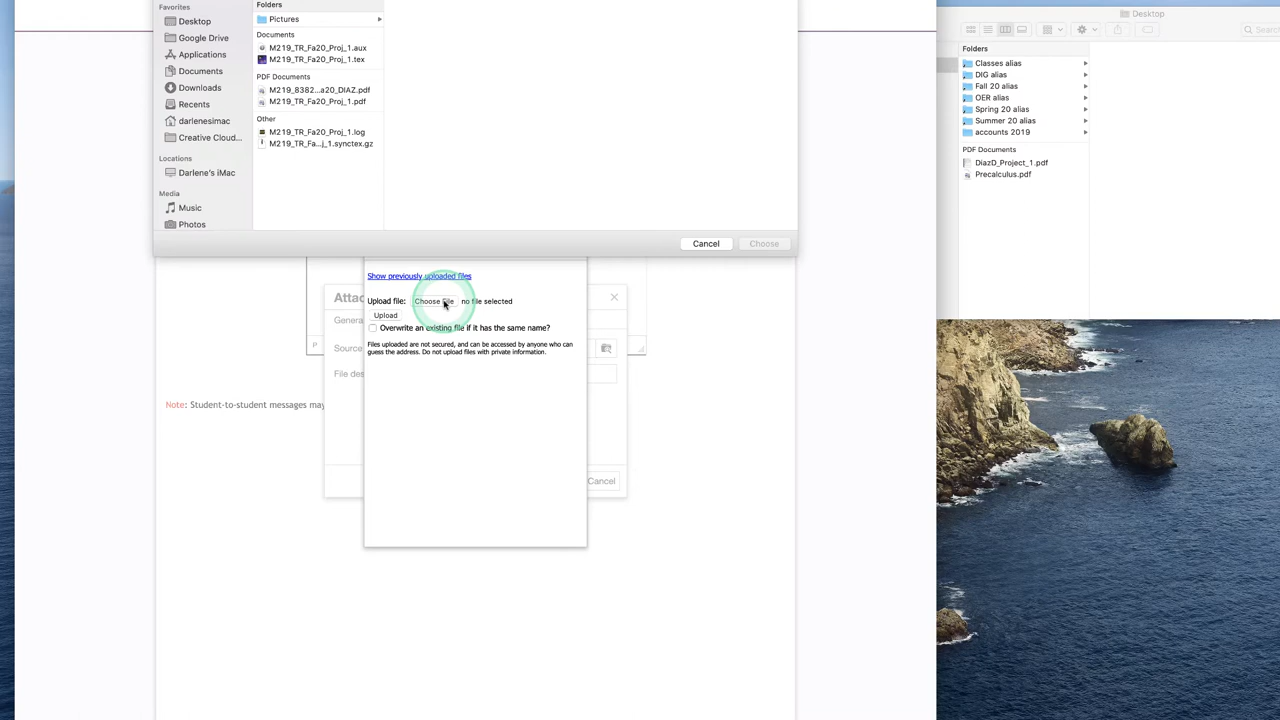 Favorites
Desktop
Google Drive
Applications
Documents
Downloads
Recents
darlenesimac
Creative Cloud...
Locations
Darlene's iMac
Media
Music
Photos
Folders
Pictures
Documents
M219_TR_Fa20_Proj_1.aux
M219_TR_Fa20_Proj_1.tex
PDF Documents
M219_8382...a20_DIAZ.pdf
M219_TR_Fa20_Proj_1.pdf
Other
M219_TR_Fa20_Proj_1.log
M219_TR_Fa...j_1.synctex.gz
Cancel Choose
Show previously uploaded files
Upload file: Choose File no file selected
Upload
Overwrite an existing file if it has the same name?
Files uploaded are not secured, and can be accessed by anyone who can
guess the address. Do not upload files with private information.
Attac
Genera
Source
File des
P
Cancel
Note: Student-to-student messages may
Desktop
Search
Folders
Classes alias
DIG alias
Fall 20 alias
OER alias
Spring 20 alias
Summer 20 alias
accounts 2019
PDF Documents
DiazD_Project_1.pdf
Precalculus.pdf